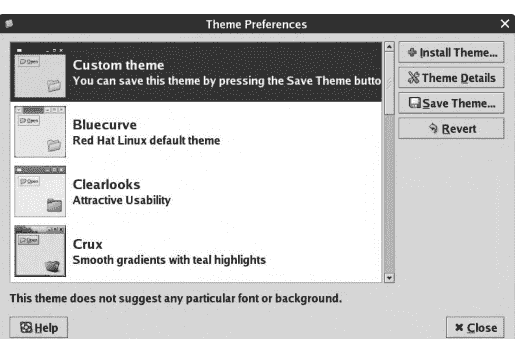 Theme Preferences
Custom theme
You can save this theme by pressing the Save Theme butto
Bluecurve
Red Hat Linux default theme
Clearlooks
Attractive Usability
Crux
Smooth gradients with teal highlights
Install Theme...
Theme Details
Save Theme...
Revert
This theme does not suggest any particular font or background.
Help
Close